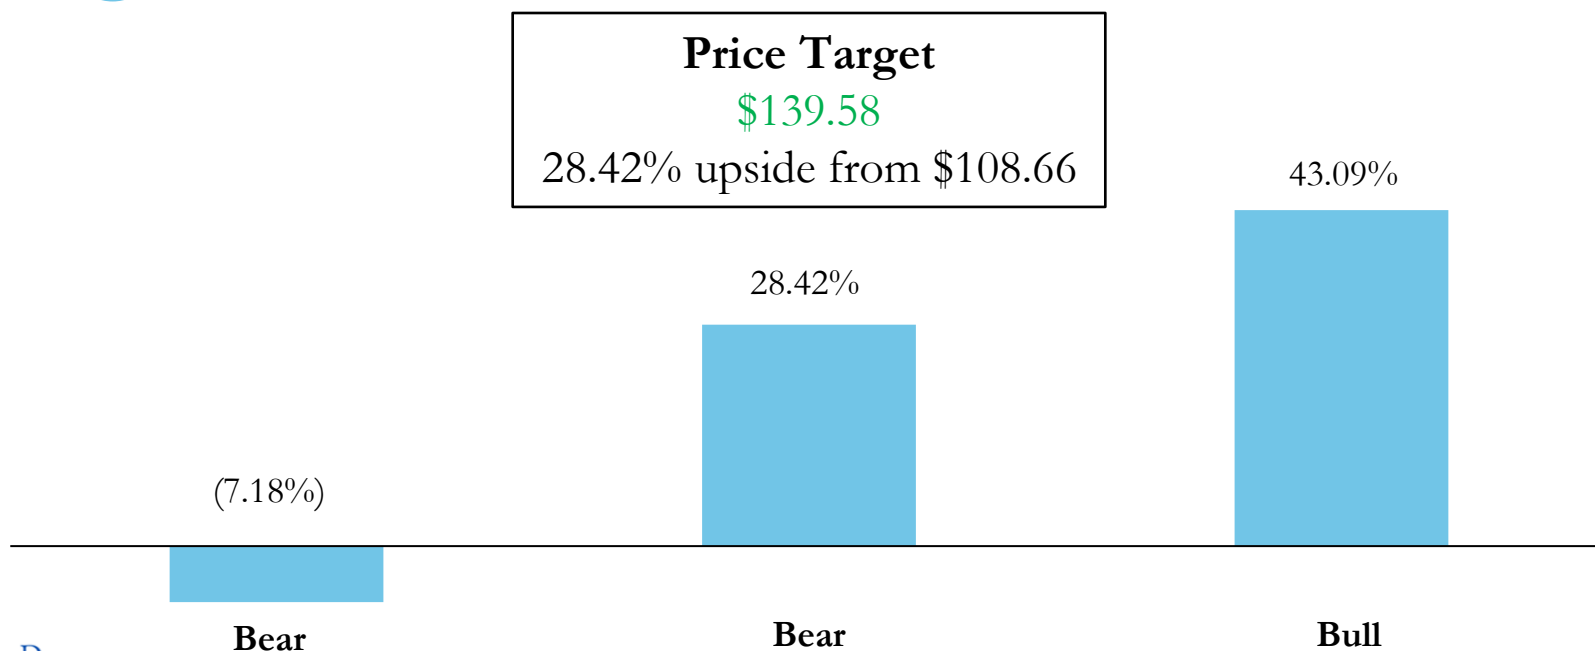 Price Target
$139.58
28.42% upside from $108.66
43.09%
28.42%
(7.18%)
Bear
Bear
Bull